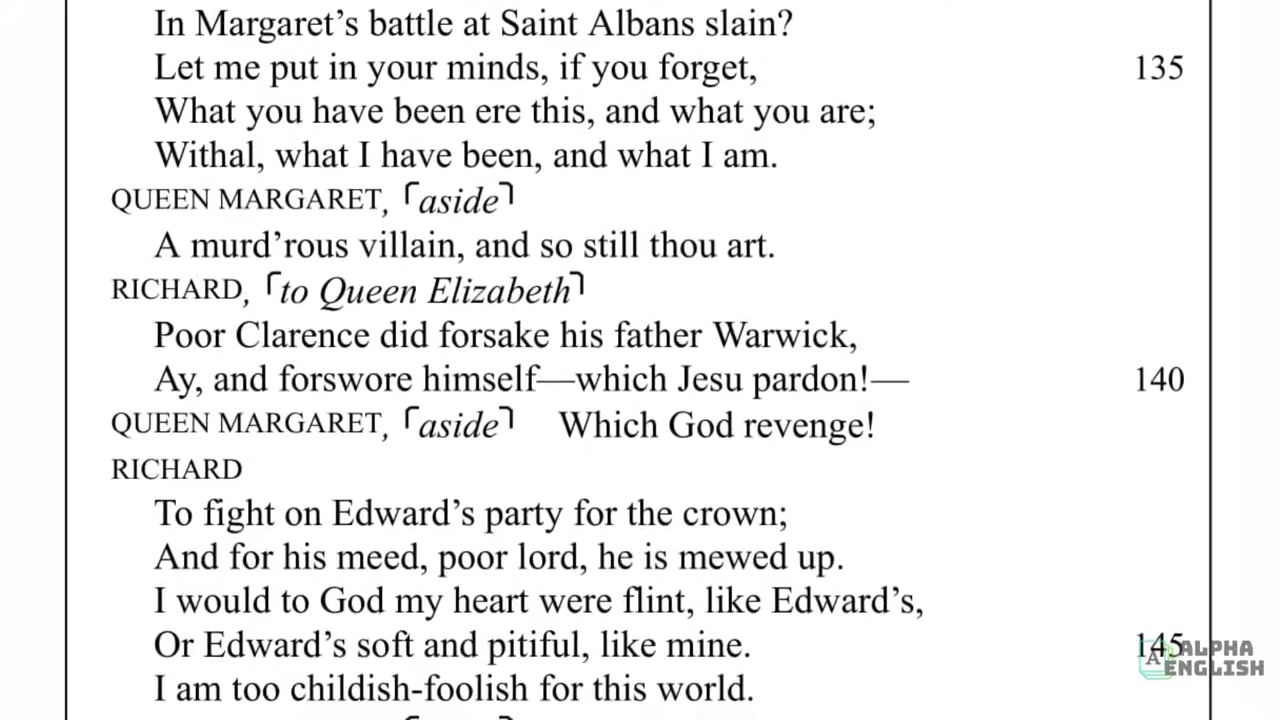 In Margaret’s battle at Saint Albans slain?
Let me put in your minds, if you forget, 135
What you have been ere this, and what you are;
Withal, what I have been, and what I am.
QUEEN MARGARET, ⌜aside⌝
A murd’rous villain, and so still thou art.
RICHARD, ⌜to Queen Elizabeth⌝
Poor Clarence did forsake his father Warwick,
Ay, and forswore himself—which Jesu pardon!— 140
QUEEN MARGARET, ⌜aside⌝ Which God revenge!
RICHARD
To fight on Edward’s party for the crown;
And for his meed, poor lord, he is mewed up.
I would to God my heart were flint, like Edward’s,
Or Edward’s soft and pitiful, like mine. 145
I am too childish-foolish for this world.
A ALPHA
ENGLISH